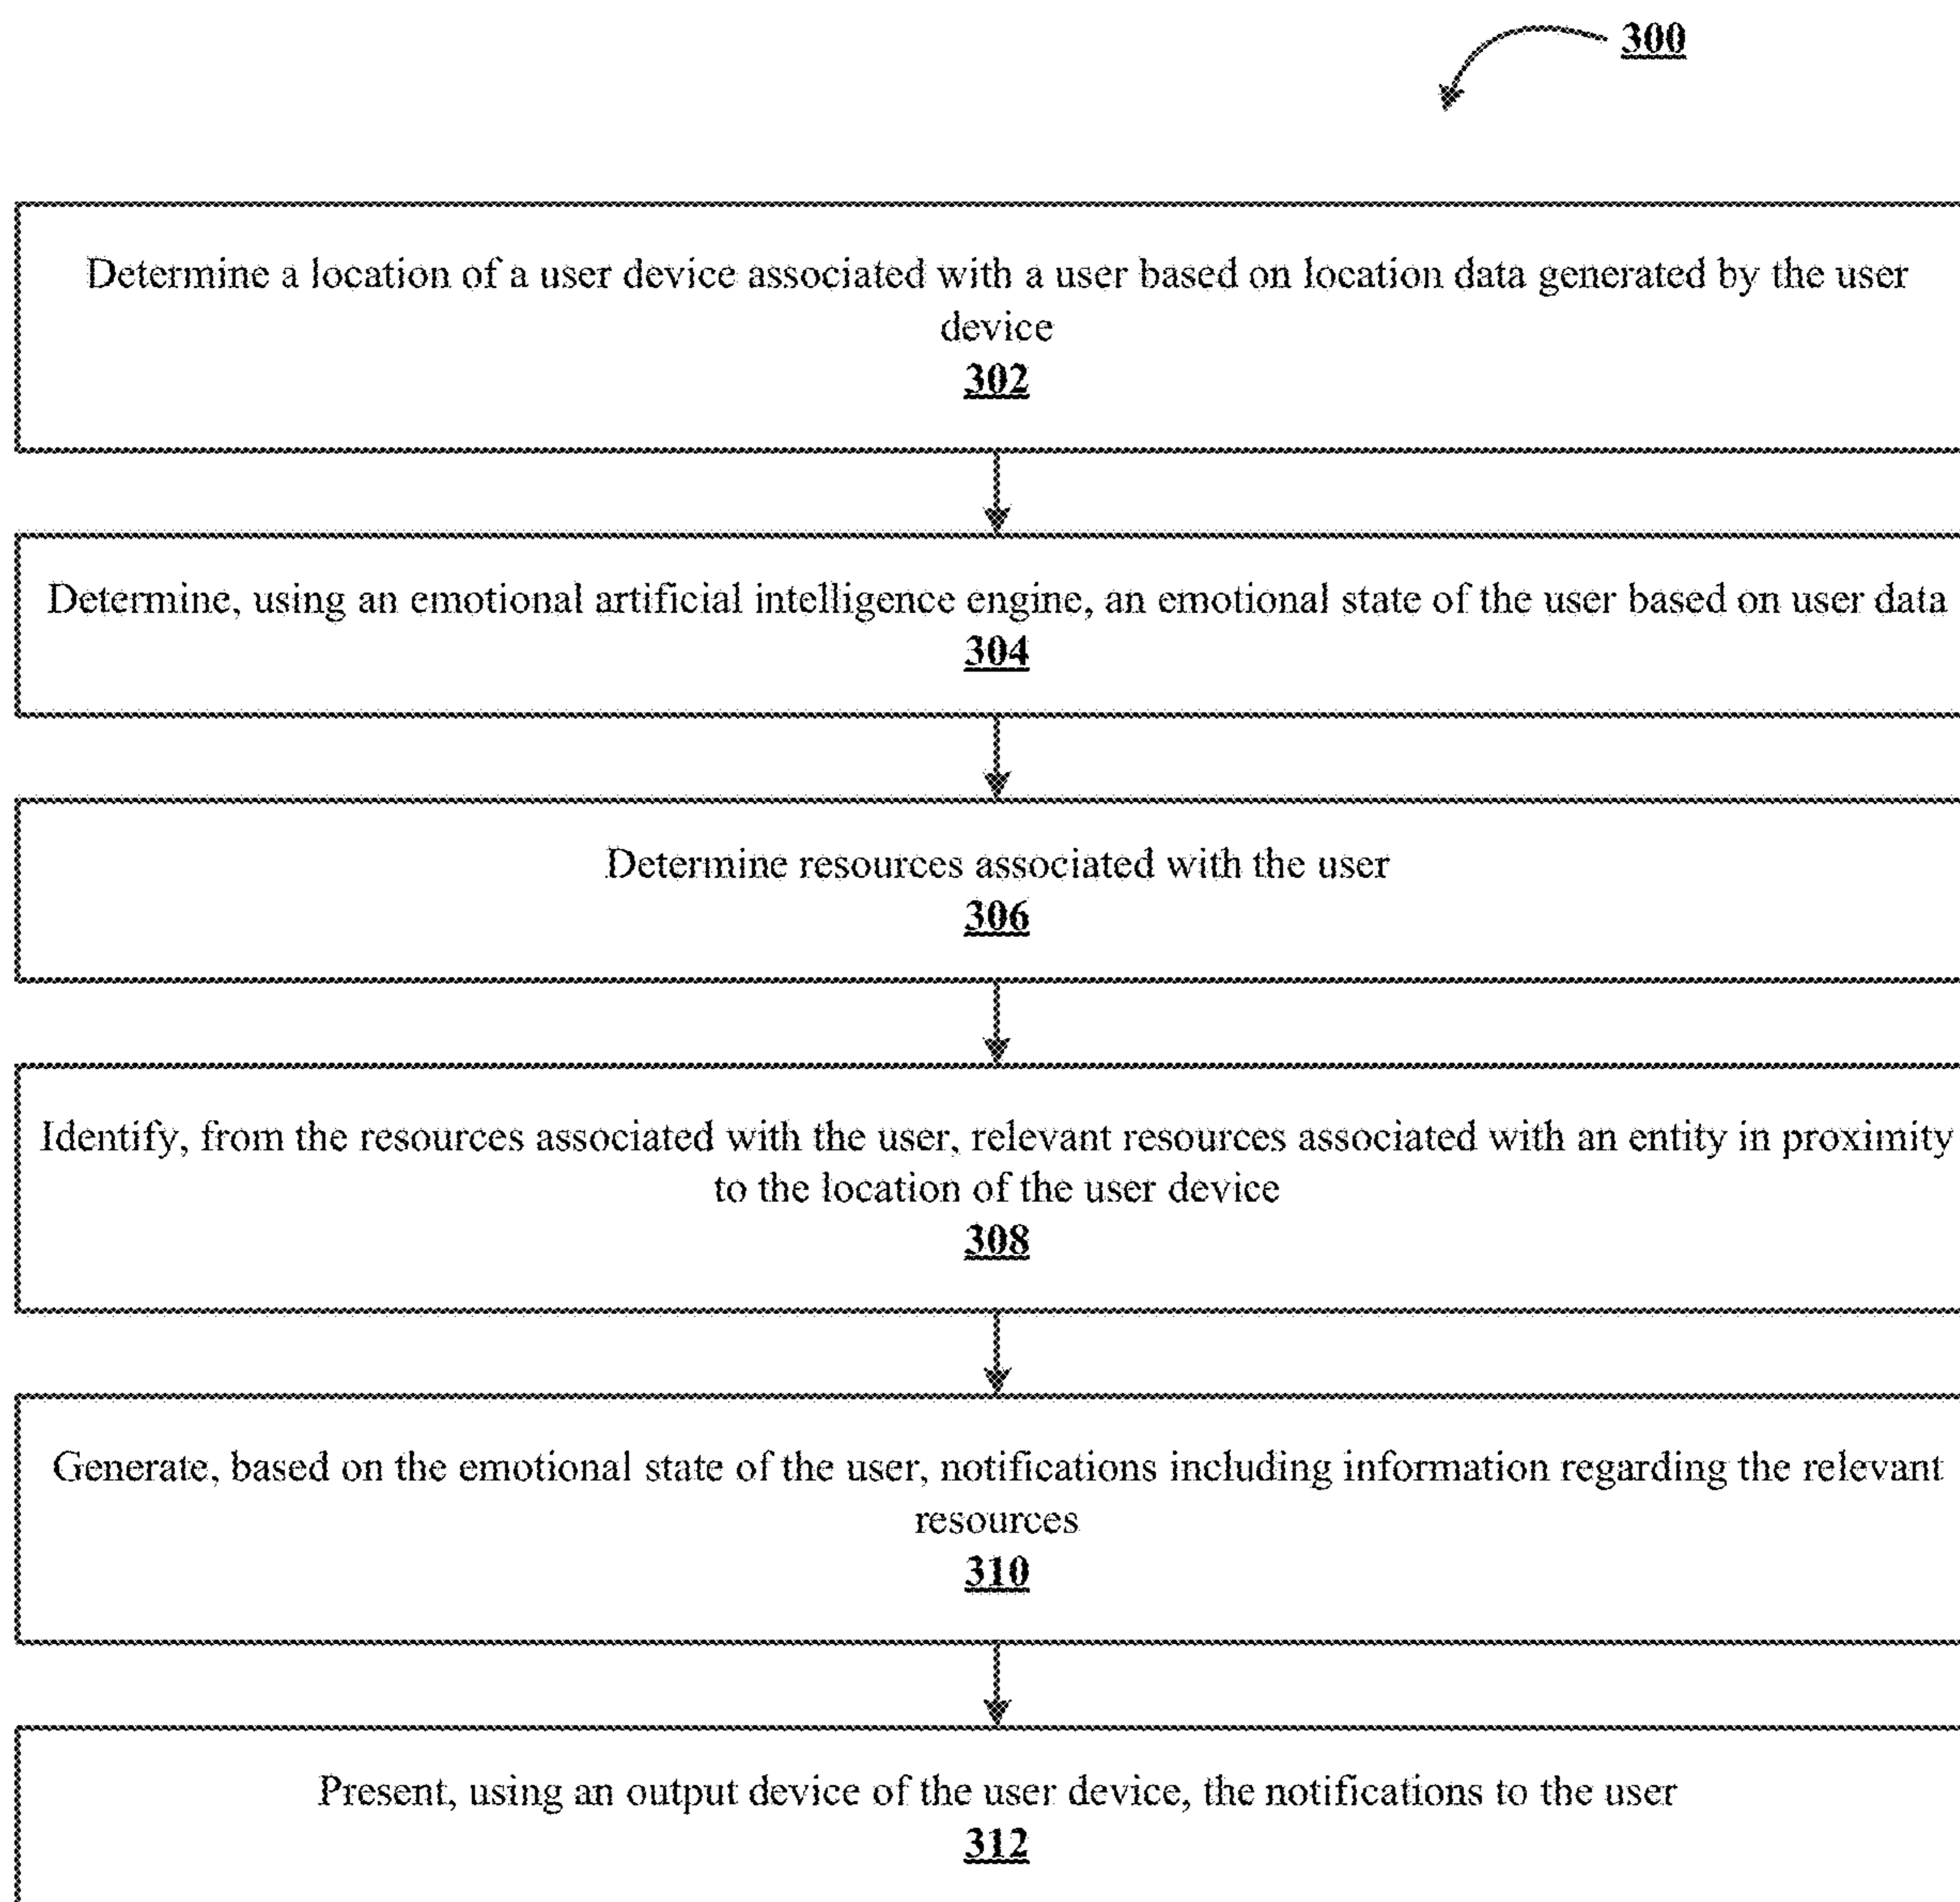 300
Determine a location of a user device associated with a user based on location data generated by the user
device
302
Determine, using an emotional artificial intelligence engine, an emotional state of the user based on user data
304
Determine resources associated with the user
306
Identify, from the resources associated with the user, relevant resources associated with an entity in proximity
to the location of the user device
308
Generate, based on the emotional state of the user, notifications including information regarding the relevant
resources
310
Present, using an output device of the user device, the notifications to the user
312